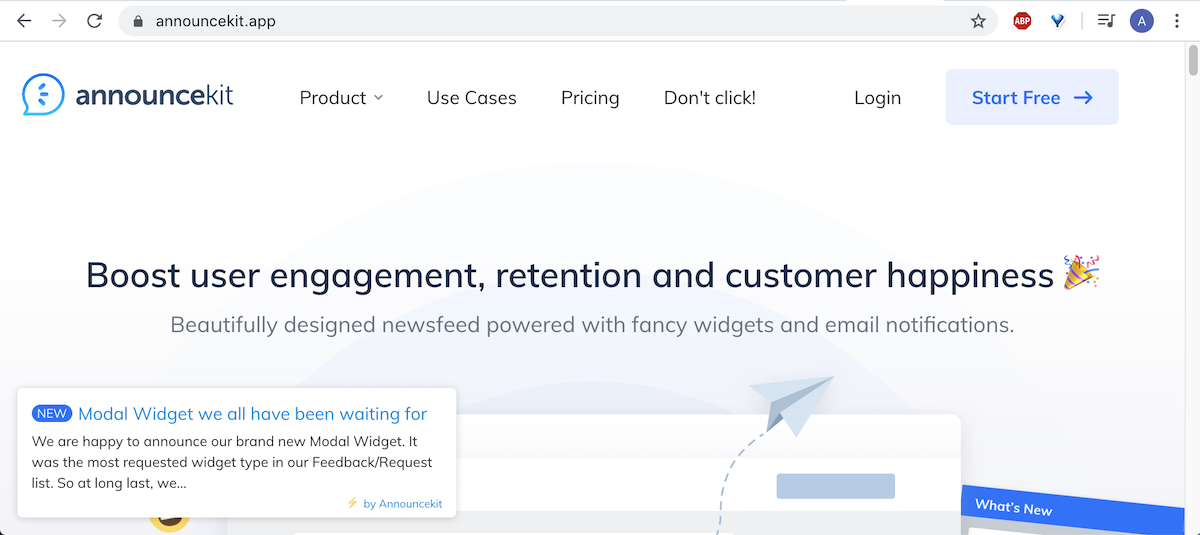 announcekit.app
ABP
A
announcekit
Product
Use Cases
Pricing
Don't click!
Login
Start Free
Boost user engagement, retention and customer happiness 🎉
Beautifully designed newsfeed powered with fancy widgets and email notifications.
NEW Modal Widget we all have been waiting for
We are happy to announce our brand new Modal Widget. It
was the most requested widget type in our Feedback/Request
list. So at long last, we...
⚡ by Announcekit
What's New